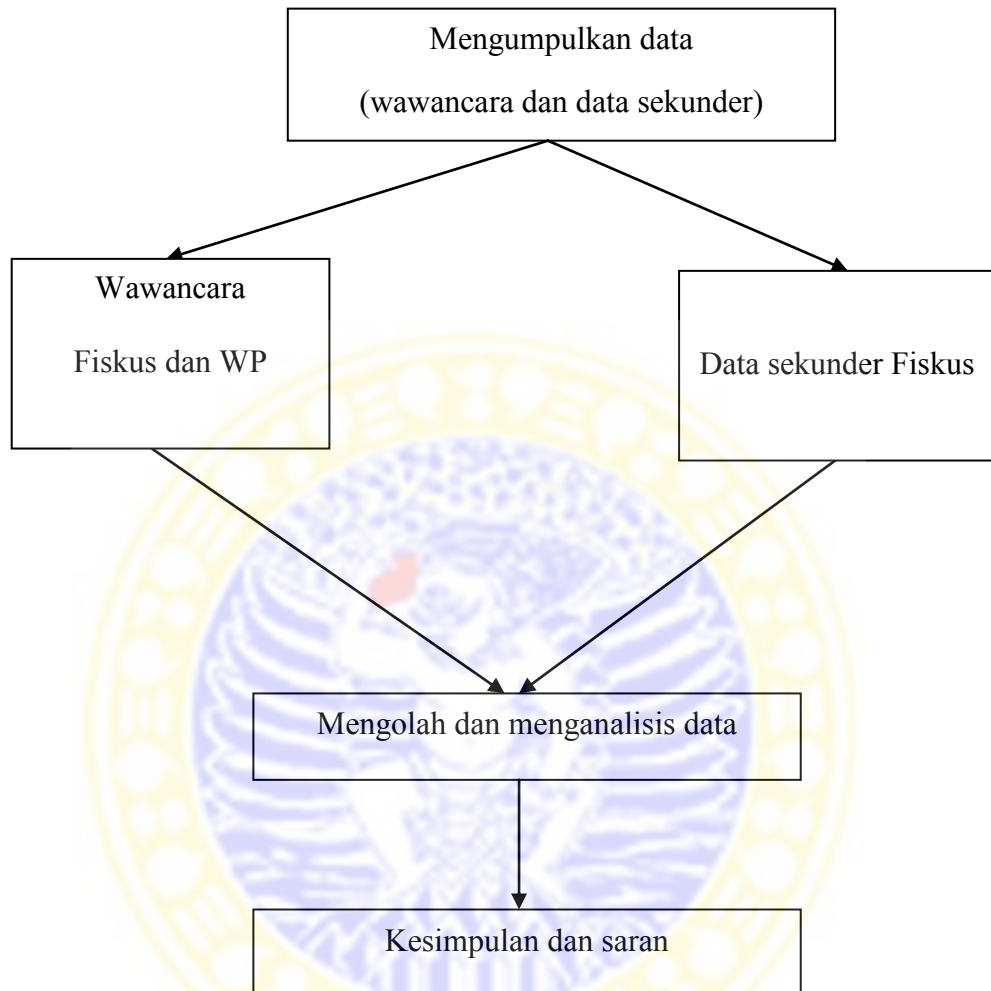 Mengumpulkan data
(wawancara dan data sekunder)
Wawancara
Fiskus dan WP
Data sekunder Fiskus
Mengolah dan menganalisis data
Kesimpulan dan saran